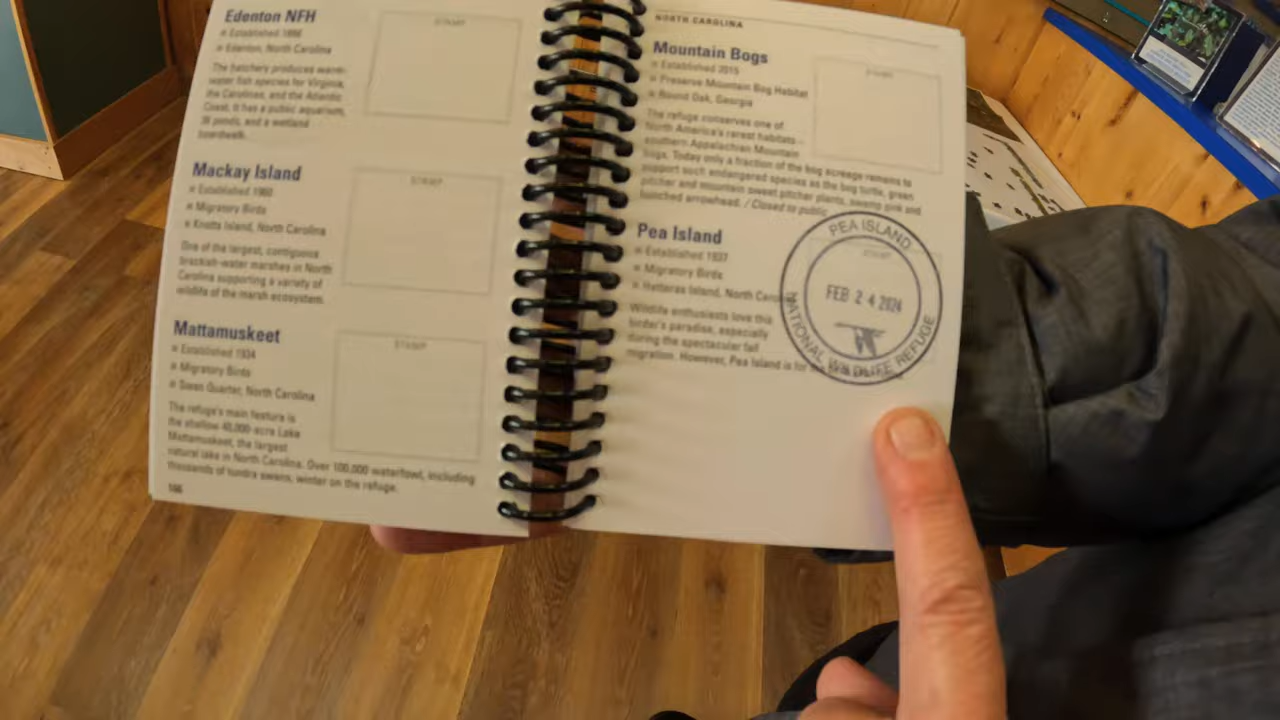 Edenton NFH
STAMP
Established 1898
Edenton, North Carolina
The hatchery produces warm-
water fish species for Virginia,
the Carolinas, and the Atlantic
Coast. It has a public aquarium,
36 ponds, and a wetland
boardwalk.
Mackay Island
STAMP
Established 1960
Migratory Birds
Knotts Island, North Carolina
One of the largest, contiguous
brackish-water marshes in North
Carolina supporting a variety of
wildlife of the marsh ecosystem.
Mattamuskeet
STAMP
Established 1934
Migratory Birds
Swan Quarter, North Carolina
The refuge's main feature is
the shallow 40,000-acre Lake
Mattamuskeet, the largest
natural lake in North Carolina. Over 100,000 waterfowl, including
thousands of tundra swans, winter on the refuge.
166
NORTH CAROLINA
Mountain Bogs
STAMP
Established 2015
Preserve Mountain Bog Habitat
Round Oak, Georgia
The refuge conserves one of
North America's rarest habitats—
southern Appalachian Mountain
bogs. Today only a fraction of the bog acreage remains to
support such endangered species as the bog turtle, green
pitcher and mountain sweet pitcher plants, swamp pink and
bunched arrowhead. / Closed to public
Pea Island
STAMP
Established 1937
Migratory Birds
Hatteras Island, North
Wildlife enthusiasts love this
birder's paradise, especially
during the spectacular fall
migration. However, Pea Island is for
PEA ISLAND
FEB 24 2024
NATIONAL WILDLIFE REFUGE